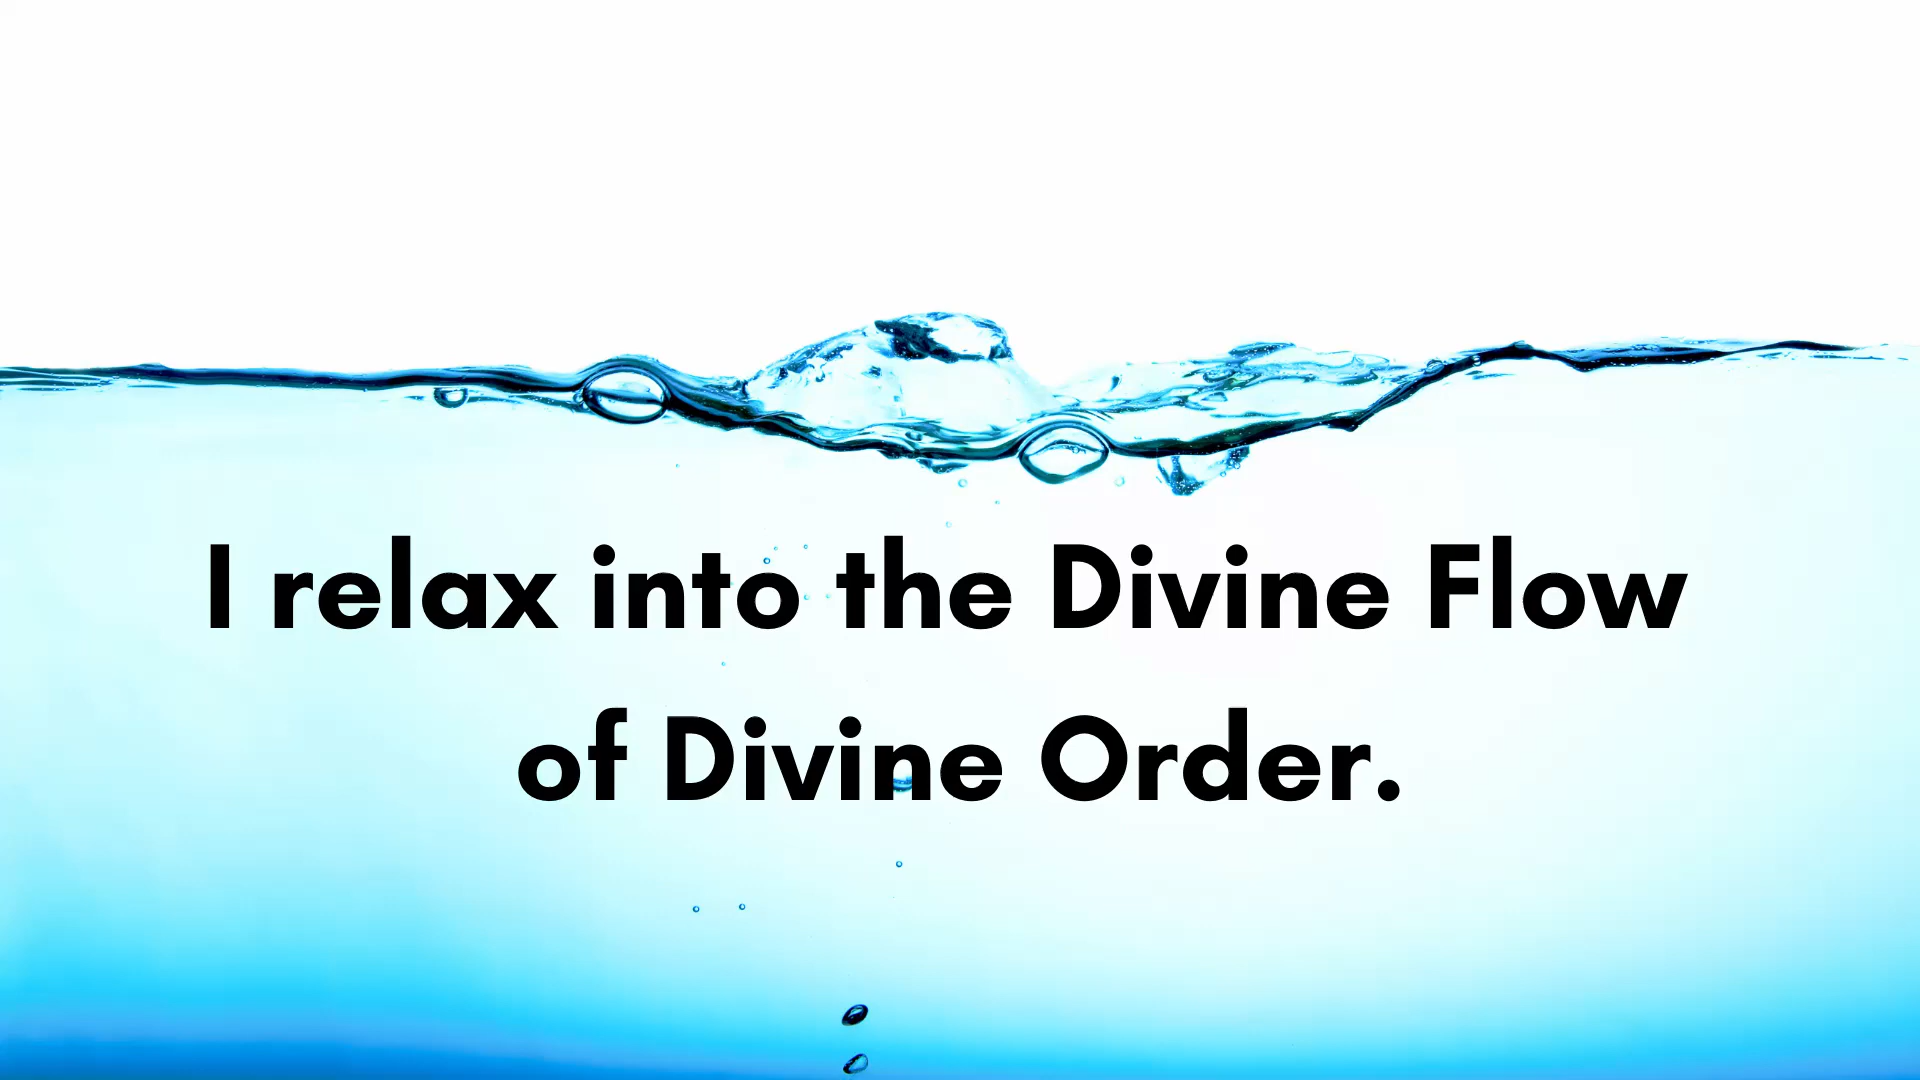 I relax into the Divine Flow
of Divine Order.